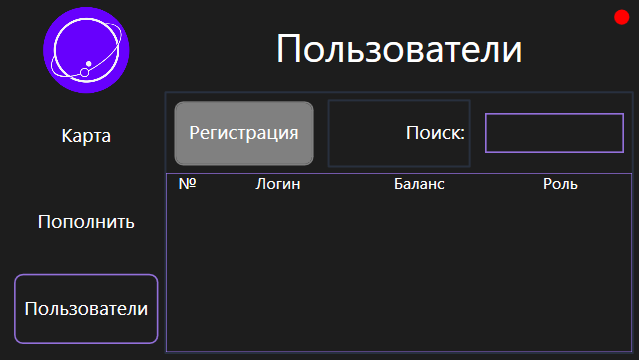 Пользователи
Карта
Пополнить
Пользователи
Регистрация
Поиск:
№ Логин Баланс Роль